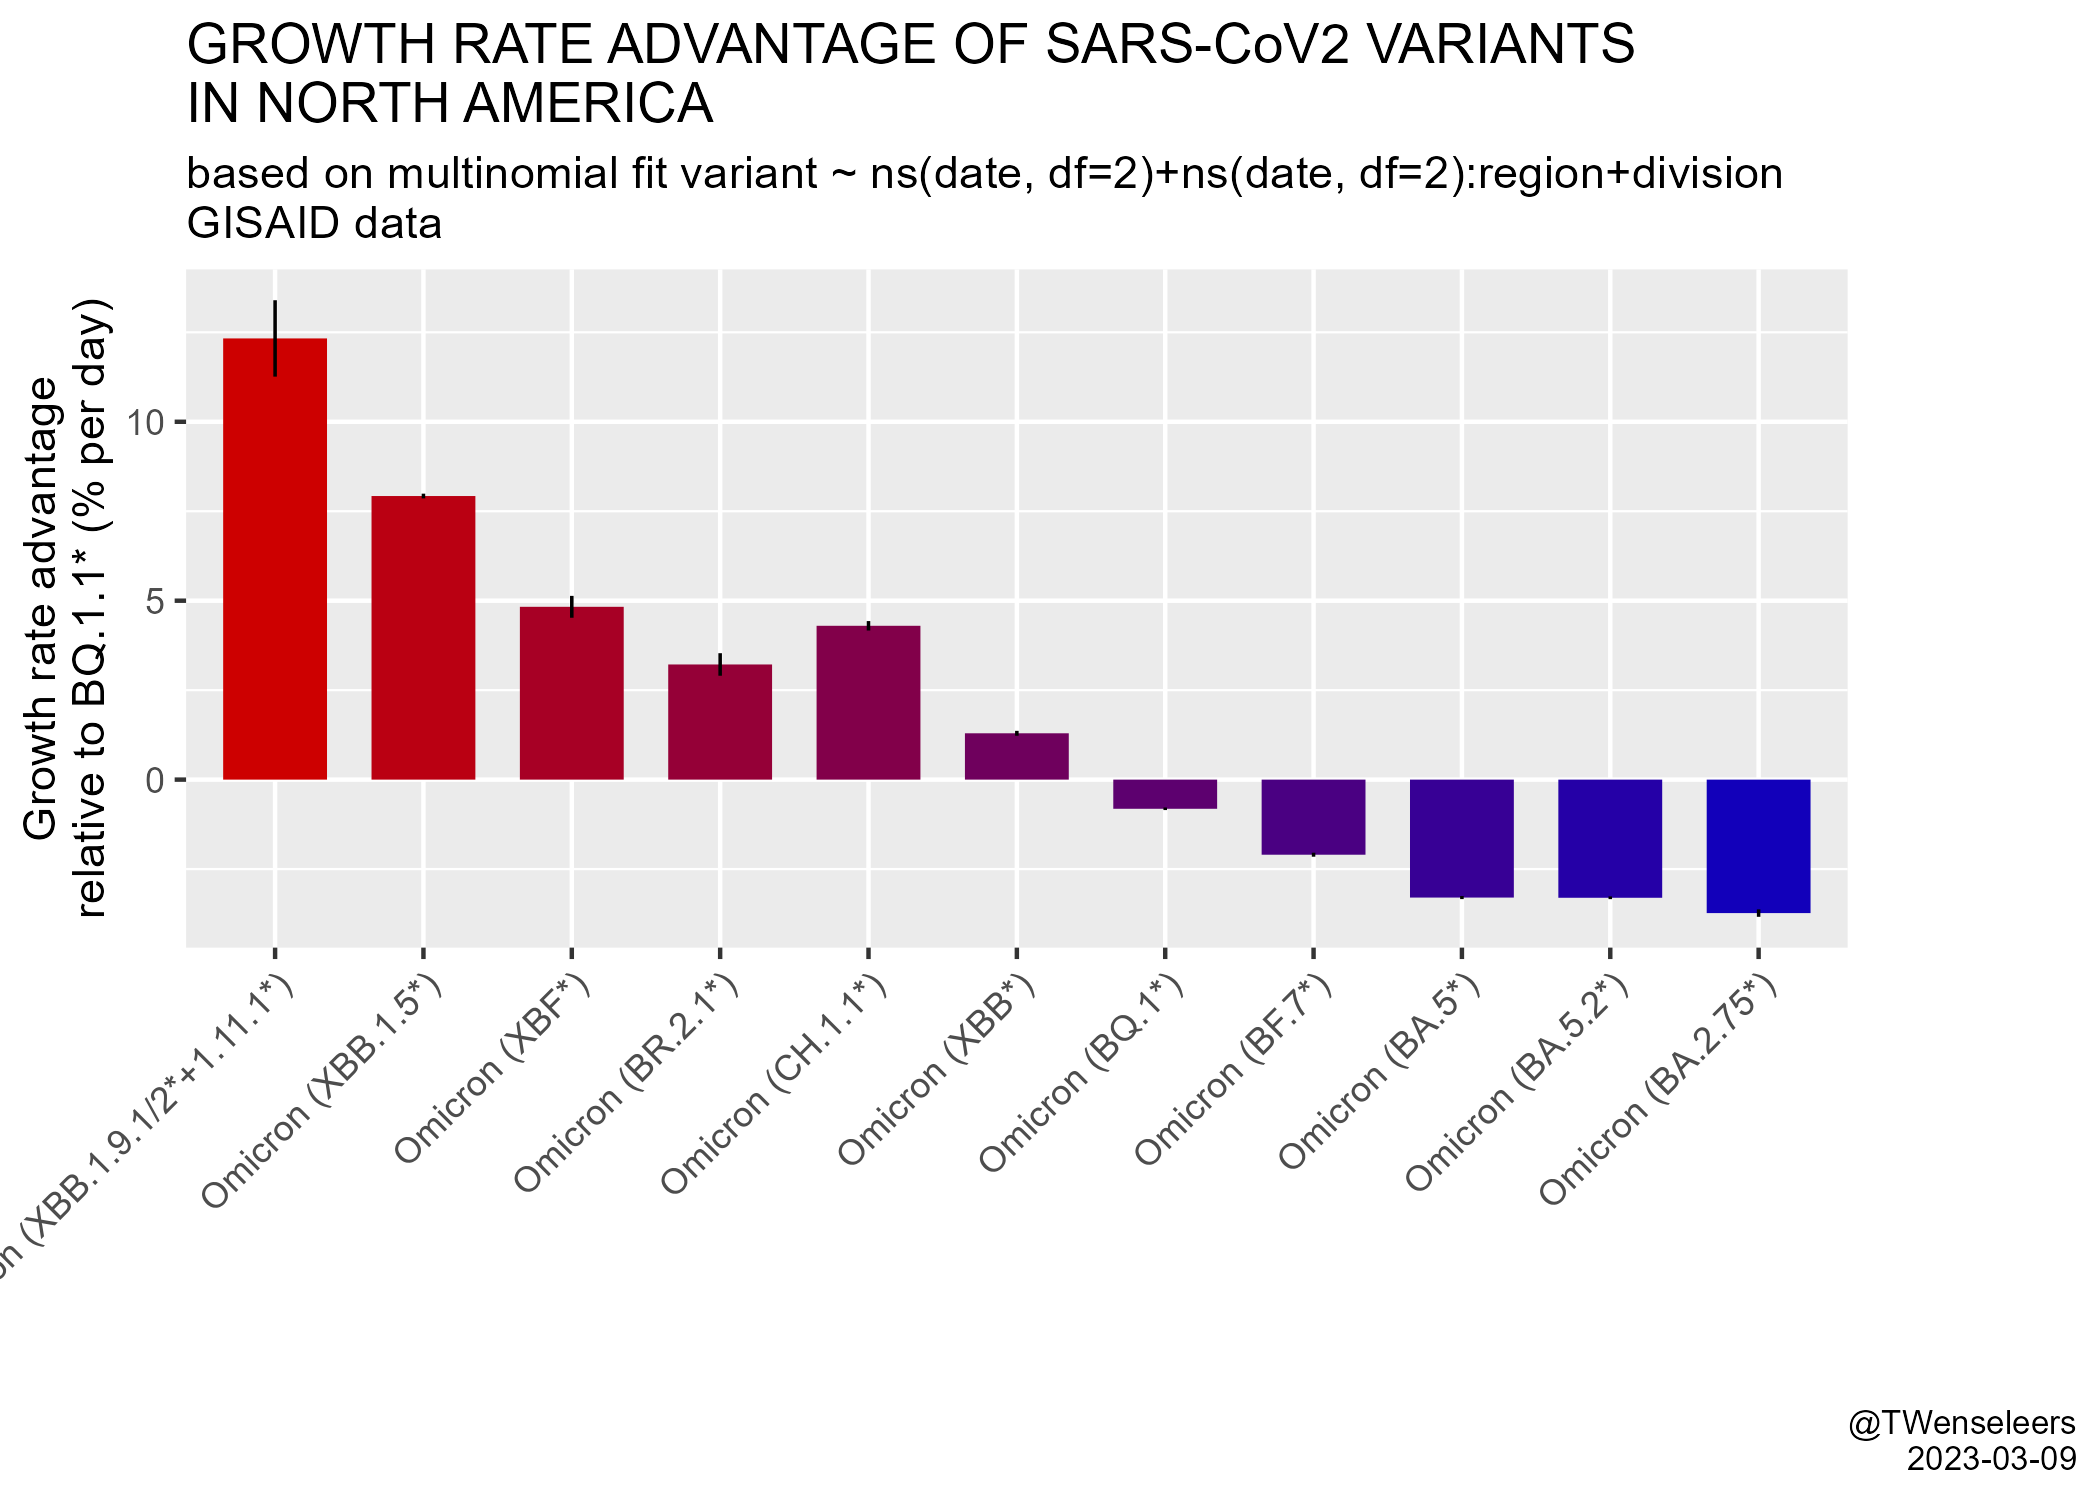 GROWTH RATE ADVANTAGE OF SARS-CoV2 VARIANTS
IN NORTH AMERICA
based on multinomial fit variant ~ ns(date, df=2)+ns(date, df=2):region+division
GISAID data
Growth rate advantage
relative to BQ.1.1* (% per day)
10
5
0
on (XBB.1.9.1/2*+1.11.1*)
Omicron (XBB.1.5*)
Omicron (XBF*)
Omicron (BR.2.1*)
Omicron (CH.1.1*)
Omicron (XBB*)
Omicron (BQ.1*)
Omicron (BF.7*)
Omicron (BA.5*)
Omicron (BA.5.2*)
Omicron (BA.2.75*)
@TWenseleers
2023-03-09